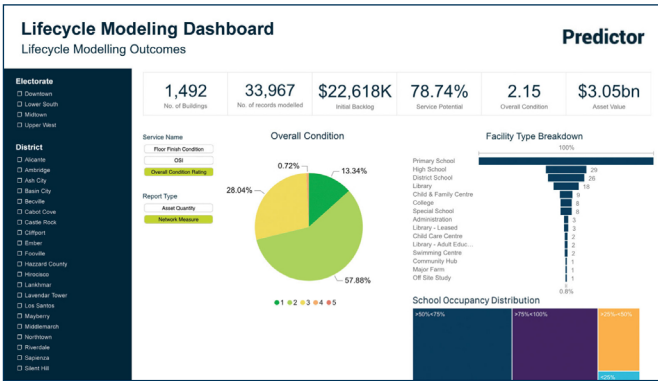 Lifecycle Modeling Dashboard
Lifecycle Modelling Outcomes
Predictor
Electorate
Downtown
Lower South
Midtown
Upper West
District
Alicante
Ambridge
Ash City
Basin City
Becville
Cabot Cove
Castle Rock
Cliffport
Ember
Fooville
Hazzard County
Hirocisco
Lankhmar
Lavendar Tower
Los Santos
Mayberry
Middlemarch
Northtown
Riverdale
Sapienza
Silent Hill
1,492
No. of Buildings
33,967
No. of records modelled
$22,618K
Initial Backlog
78.74%
Service Potential
2.15
Overall Condition
$3.05bn
Asset Value
Service Name
Floor Finish Condition
OSI
Overall Condition Rating
Report Type
Asset Quantity
Network Measure
Overall Condition
0.72%
13.34%
28.04%
57.88%
1 2 3 4 5
Facility Type Breakdown
100%
Primary School
High School 29
District School 28
Library 18
Child & Family Centre 9
College 8
Special School 8
Administration 3
Library - Leased 3
Child Care Centre 2
Library - Adult Educ... 2
Swimming Centre 2
Community Hub 1
Major Farm 1
Off Site Study 1
0.6%
School Occupancy Distribution
>50%<75%
>75%<100%
>25%<50%
<25%